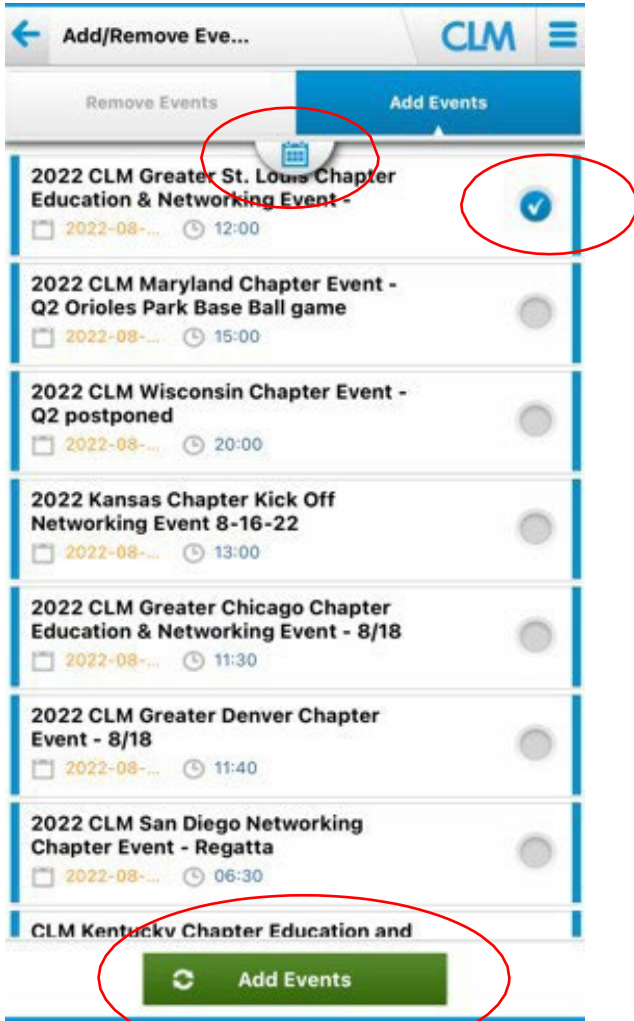 Add/Remove Eve...
CLM
Remove Events
Add Events
2022 CLM Greater St. Louis Chapter
Education & Networking Event -
2022-08-... 12:00
2022 CLM Maryland Chapter Event -
Q2 Orioles Park Base Ball game
2022-08-... 15:00
2022 CLM Wisconsin Chapter Event -
Q2 postponed
2022-08-... 20:00
2022 Kansas Chapter Kick Off
Networking Event 8-16-22
2022-08-... 13:00
2022 CLM Greater Chicago Chapter
Education & Networking Event - 8/18
2022-08-... 11:30
2022 CLM Greater Denver Chapter
Event - 8/18
2022-08-... 11:40
2022 CLM San Diego Networking
Chapter Event - Regatta
2022-08-... 06:30
CLM Kentucky Chapter Education and
Add Events